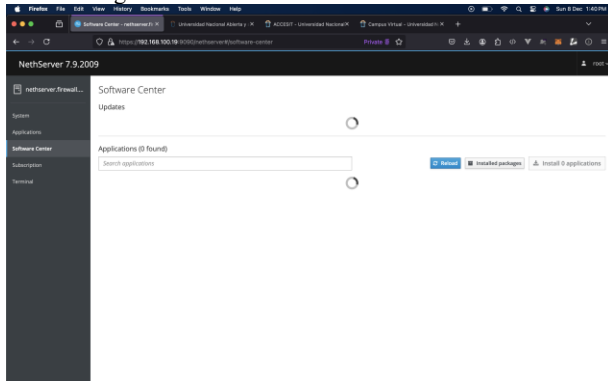 Firefox File Edit View History Bookmarks Tools Window Help Sun 8 Dec 1:40PM
Software Center - nethserver.fi × Universidad Nacional Abierta y × ACCESIT - Universidad Nacional × Campus Virtual - Universidad N × +
https://192.168.100.19:9090/nethserver#/software-center Private
NethServer 7.9.2009 root
nethserver.firewall... Software Center
Updates
System
Applications
Software Center Applications (0 found)
Search applications Reload Installed packages Install 0 applications
Subscription
Terminal